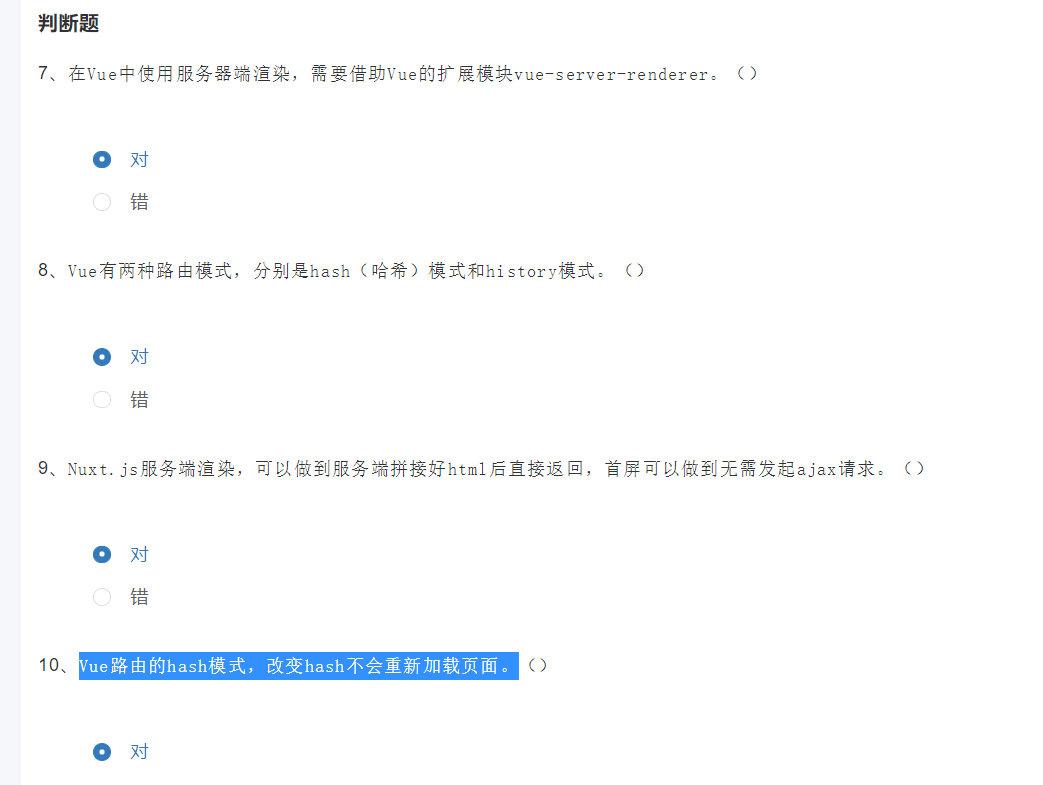 判断题
7、在Vue中使用服务器端渲染，需要借助Vue的扩展模块vue-server-renderer。（）
对
错
8、Vue有两种路由模式，分别是hash（哈希）模式和history模式。（）
对
错
9、Nuxt.js服务端渲染，可以做到服务端拼接好html后直接返回，首屏可以做到无需发起ajax请求。（）
对
错
10、Vue路由的hash模式，改变hash不会重新加载页面。（）
对